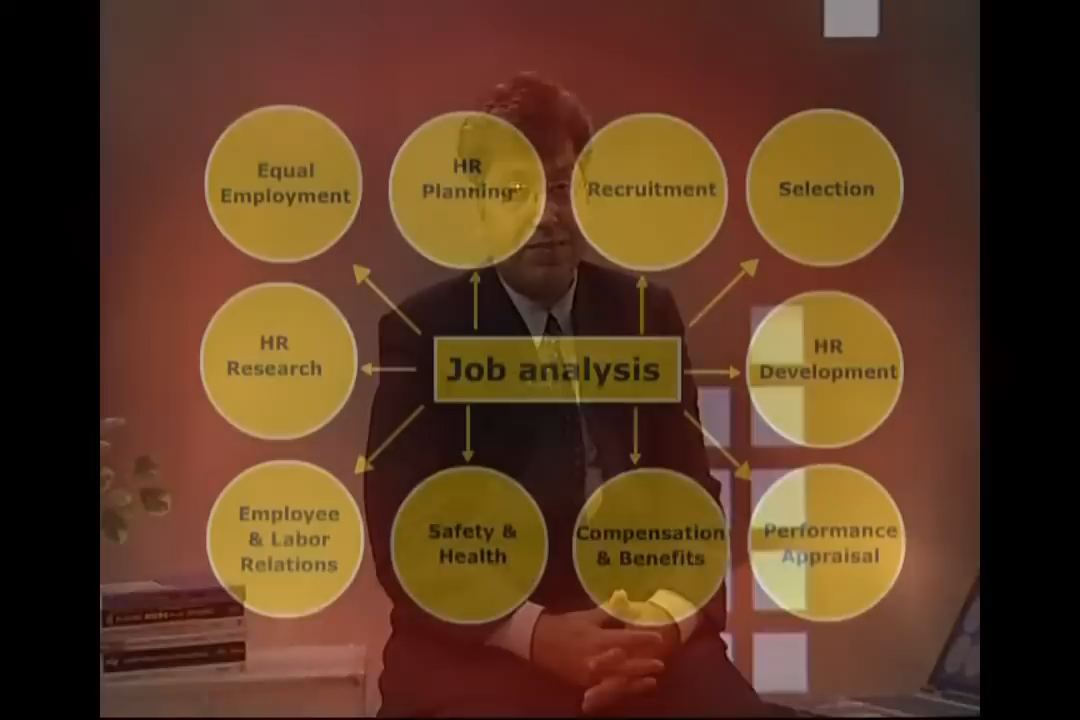 Equal
Employment
HR
Planning
Recruitment
Selection
HR
Research
Job analysis
HR
Development
Employee
& Labor
Relations
Safety &
Health
Compensation
& Benefits
Performance
Appraisal